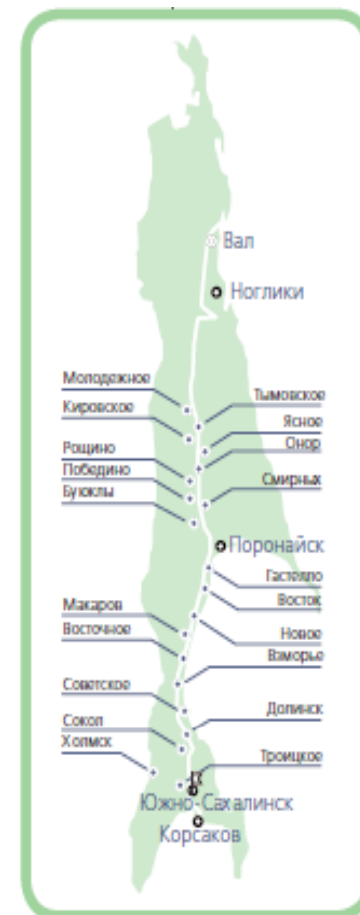 Вал
Ноглики
Молодежное
Тымовское
Кировское
Ясное
Онор
Рощино
Победино
Смирных
Буюклы
Поронайск
Гастелло
Восток
Макаров
Новое
Восточное
Взморье
Советское
Долинск
Сокол
Холмск
Троицкое
Южно-Сахалинск
Корсаков